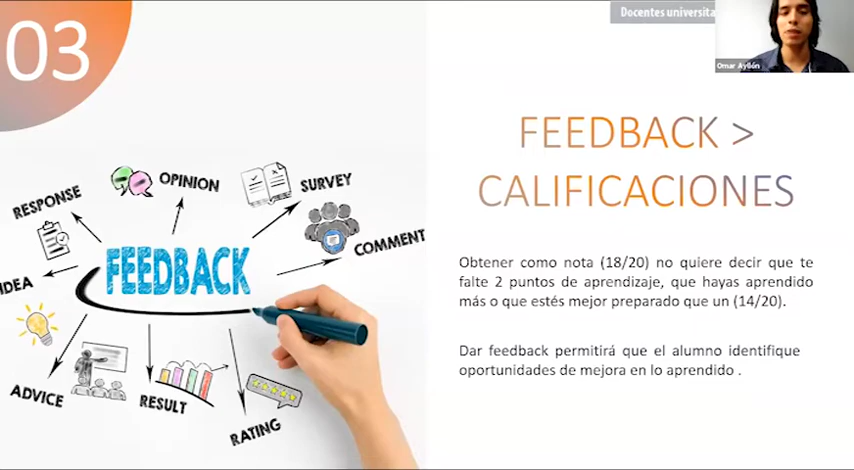 03
Docentes universita
Omar Ayllón
FEEDBACK >
CALIFICACIONES
Obtener como nota (18/20) no quiere decir que te
falte 2 puntos de aprendizaje, que hayas aprendido
más o que estés mejor preparado que un (14/20).
Dar feedback permitirá que el alumno identifique
oportunidades de mejora en lo aprendido .
OPINION
SURVEY
RESPONSE
COMMENT
FEEDBACK
IDEA
ADVICE
RESULT
RATING